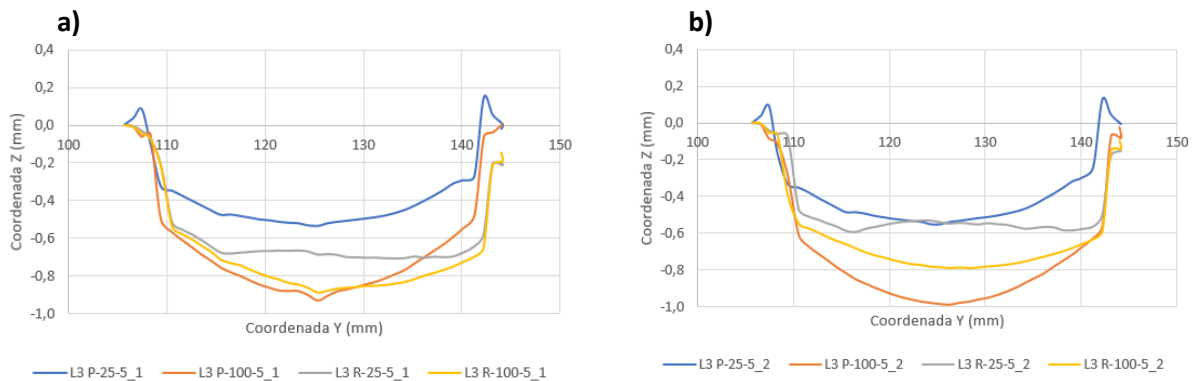 a)
0,4
0,2
0,0
100 110 120 130 140 150
-0,2
-0,4
-0,6
-0,8
-1,0
Coordenada Z (mm)
Coordenada Y (mm)
L3 P-25-5_1 L3 P-100-5_1 L3 R-25-5_1 L3 R-100-5_1
b)
0,4
0,2
0,0
100 110 120 130 140 150
-0,2
-0,4
-0,6
-0,8
-1,0
Coordenada Z (mm)
Coordenada Y (mm)
L3 P-25-5_2 L3 P-100-5_2 L3 R-25-5_2 L3 R-100-5_2